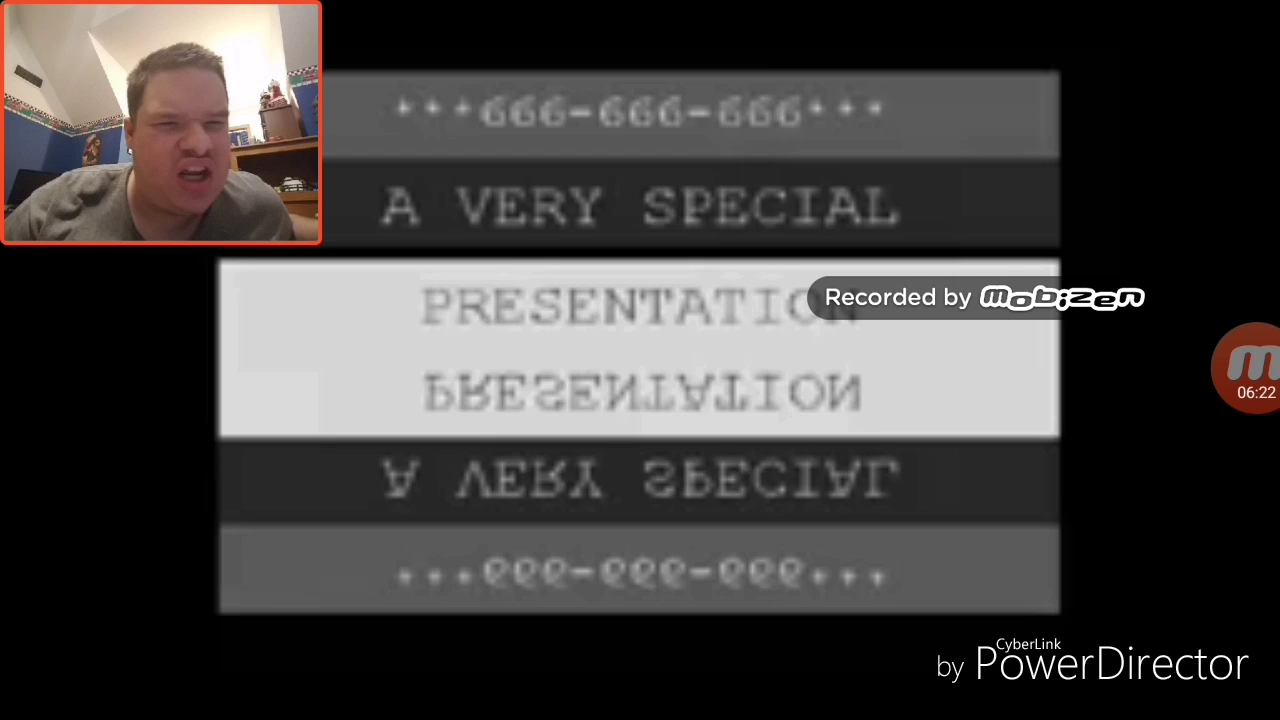 ***666-666-666***
A VERY SPECIAL
PRESENTATION
Recorded by mobizen
PRESENTATION
06:22
A VERY SPECIAL
***666-666-666***
CyberLink
by PowerDirector